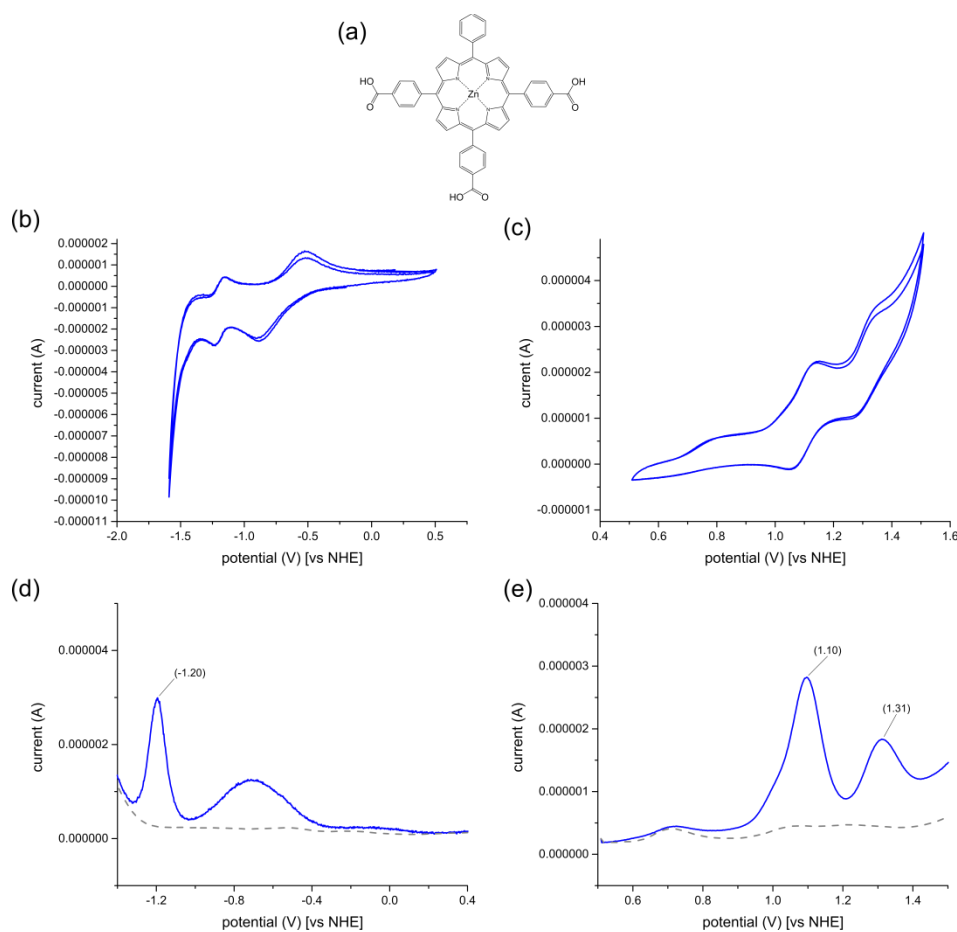 (a)
HO
O
OH
O
N
N
N
N
Zn
HO
O
(b)
0.000002
0.000001
0.000000
-0.000001
-0.000002
-0.000003
-0.000004
-0.000005
-0.000006
-0.000007
-0.000008
-0.000009
-0.000010
-0.000011
current (A)
-2.0 -1.5 -1.0 -0.5 0.0 0.5
potential (V) [vs NHE]
(c)
0.000004
0.000003
0.000002
0.000001
0.000000
-0.000001
current (A)
0.4 0.6 0.8 1.0 1.2 1.4 1.6
potential (V) [vs NHE]
(d)
(-1.20)
0.000004
0.000002
0.000000
current (A)
-1.2 -0.8 -0.4 0.0 0.4
potential (V) [vs NHE]
(e)
(1.10)
(1.31)
0.000004
0.000003
0.000002
0.000001
0.000000
current (A)
0.6 0.8 1.0 1.2 1.4
potential (V) [vs NHE]